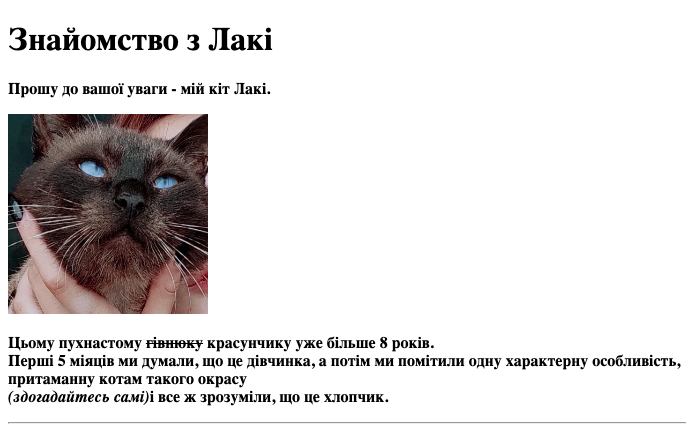 Знайомство з Лакі
Прошу до вашої уваги - мій кіт Лакі.
Цьому пухнастому гівнюку красунчику уже більше 8 років.
Перші 5 міяців ми думали, що це дівчинка, а потім ми помітили одну характерну особливість,
притаманну котам такого окрасу
(здогадайтесь самі)і все ж зрозуміли, що це хлопчик.